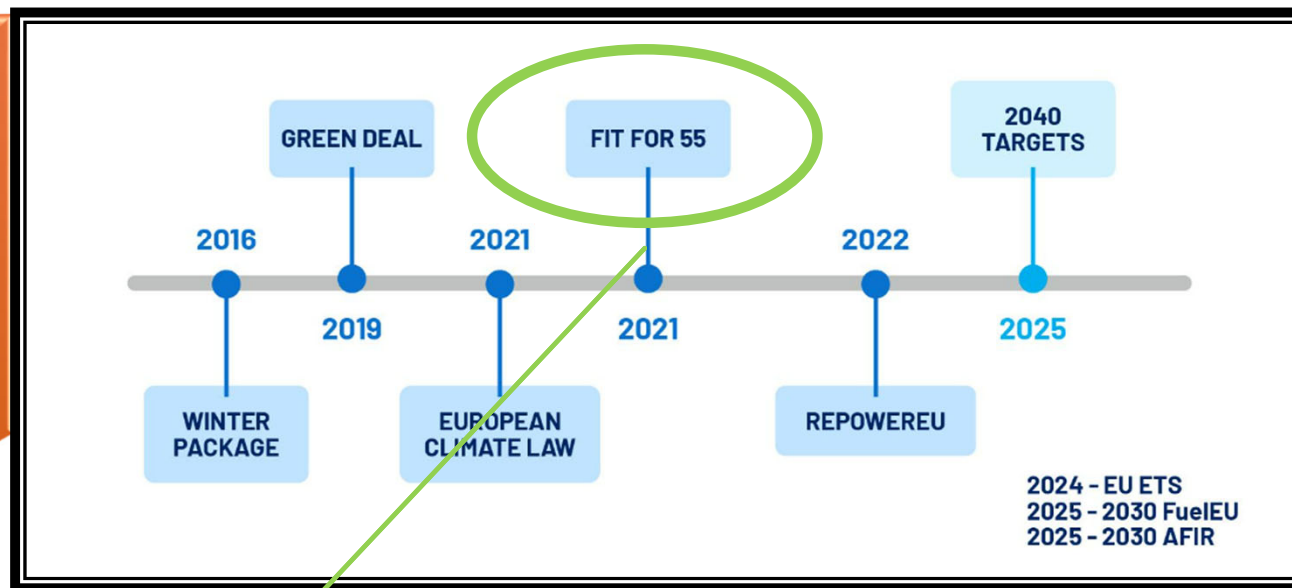 GREEN DEAL
FIT FOR 55
2040
TARGETS
2016
2021
2022
2019
2021
2025
WINTER
PACKAGE
EUROPEAN
CLIMATE LAW
REPOWEREU
2024 - EU ETS
2025 - 2030 FuelEU
2025 - 2030 AFIR